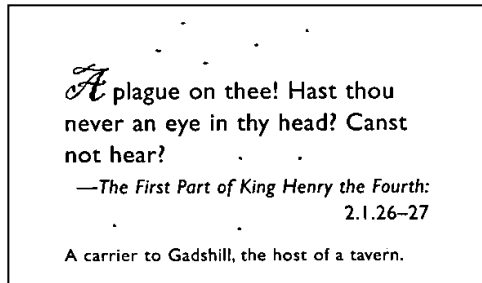 A plague on thee! Hast thou
never an eye in thy head? Canst
not hear?
—The First Part of King Henry the Fourth:
2.1.26–27
A carrier to Gadshill, the host of a tavern.